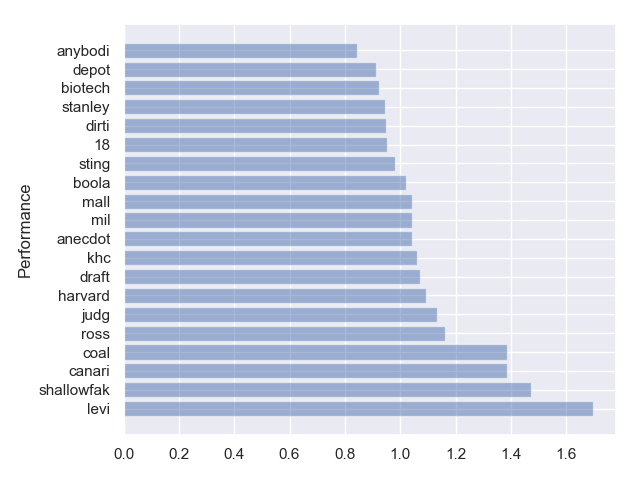 anybodi
depot
biotech
stanley
dirti
18
sting
boola
mall
mil
anecdot
khc
draft
harvard
judg
ross
coal
canari
shallowfak
levi
Performance
0.0 0.2 0.4 0.6 0.8 1.0 1.2 1.4 1.6